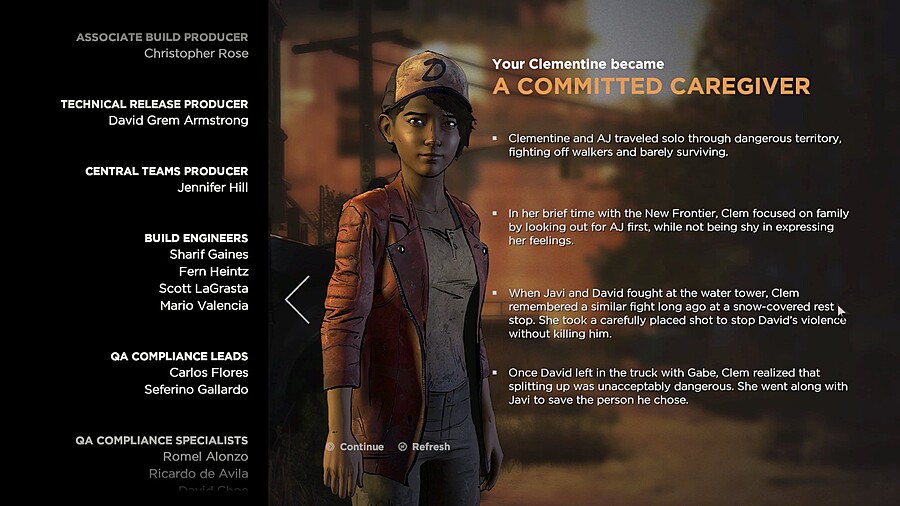 ASSOCIATE BUILD PRODUCER
Christopher Rose
TECHNICAL RELEASE PRODUCER
David Grem Armstrong
CENTRAL TEAMS PRODUCER
Jennifer Hill
BUILD ENGINEERS
Sharif Gaines
Fern Heintz
Scott LaGrasta
Mario Valencia
QA COMPLIANCE LEADS
Carlos Flores
Seferino Gallardo
QA COMPLIANCE SPECIALISTS
Romel Alonzo
Ricardo de Avila
D
Your Clementine became
A COMMITTED CAREGIVER
Clementine and AJ traveled solo through dangerous territory,
fighting off walkers and barely surviving.
In her brief time with the New Frontier, Clem focused on family
by looking out for AJ first, while not being shy in expressing
her feelings.
When Javi and David fought at the water tower, Clem
remembered a similar fight long ago at a snow-covered rest
stop. She took a carefully placed shot to stop David's violence
without killing him.
Once David left in the truck with Gabe, Clem realized that
splitting up was unacceptably dangerous. She went along with
Javi to save the person he chose.
Continue
Refresh